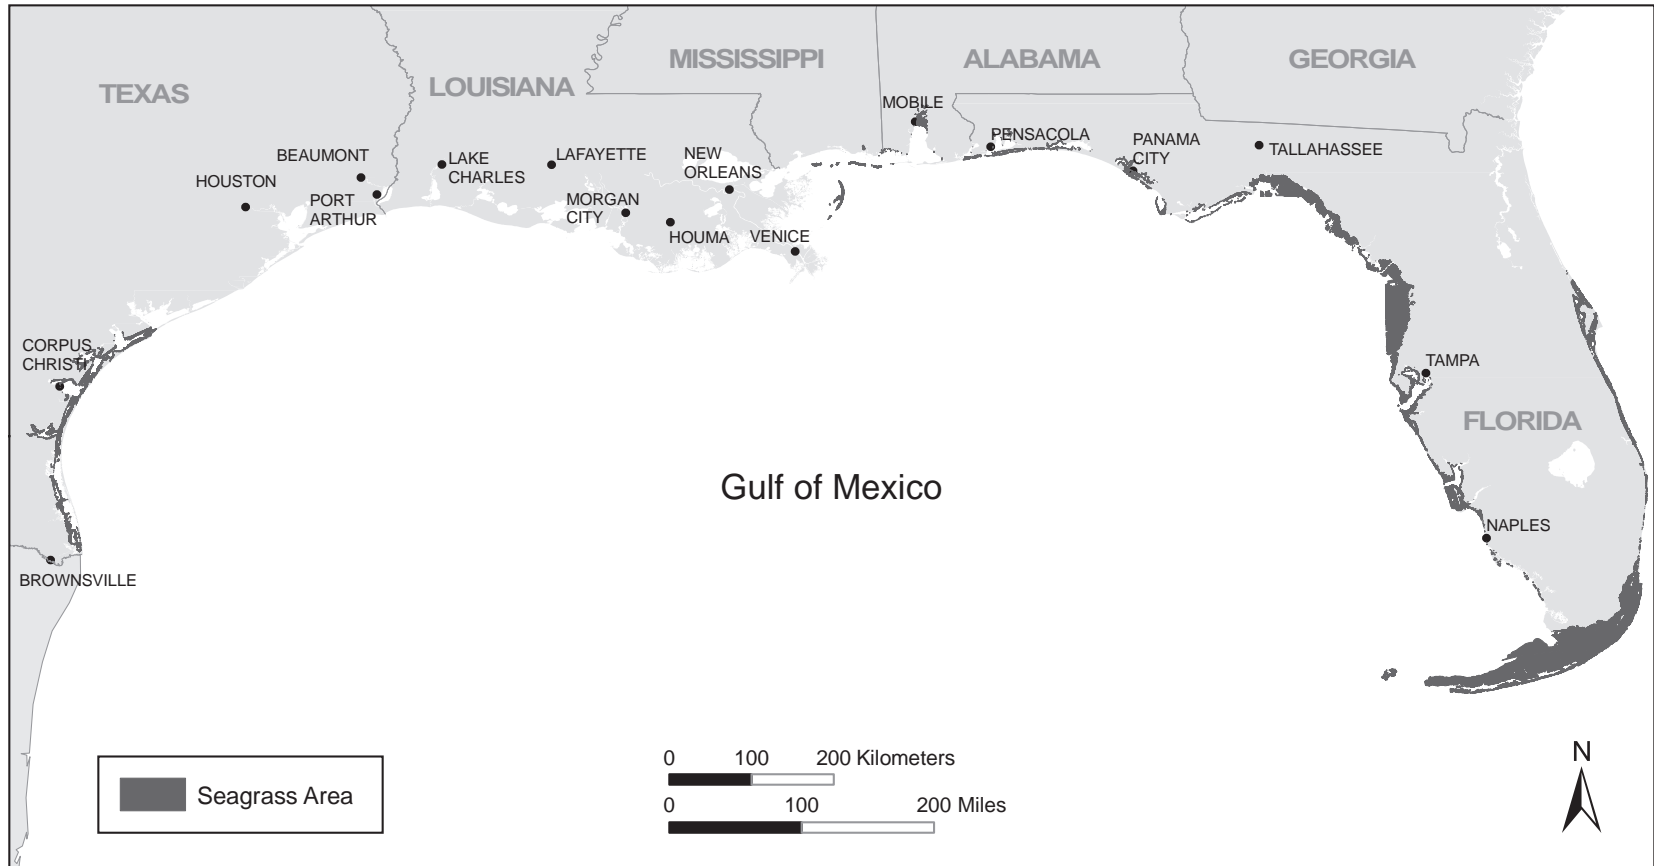 MISSISSIPPI
ALABAMA
GEORGIA
TEXAS
LOUISIANA
MOBILE
PENSACOLA
PANAMA
CITY
TALLAHASSEE
BEAUMONT
LAKE
CHARLES
LAFAYETTE
NEW
ORLEANS
HOUSTON
PORT
ARTHUR
MORGAN
CITY
HOUMA
VENICE
CORPUS
CHRISTI
TAMPA
FLORIDA
Gulf of Mexico
NAPLES
BROWNSVILLE
Seagrass Area
0 100 200 Kilometers
0 100 200 Miles
N